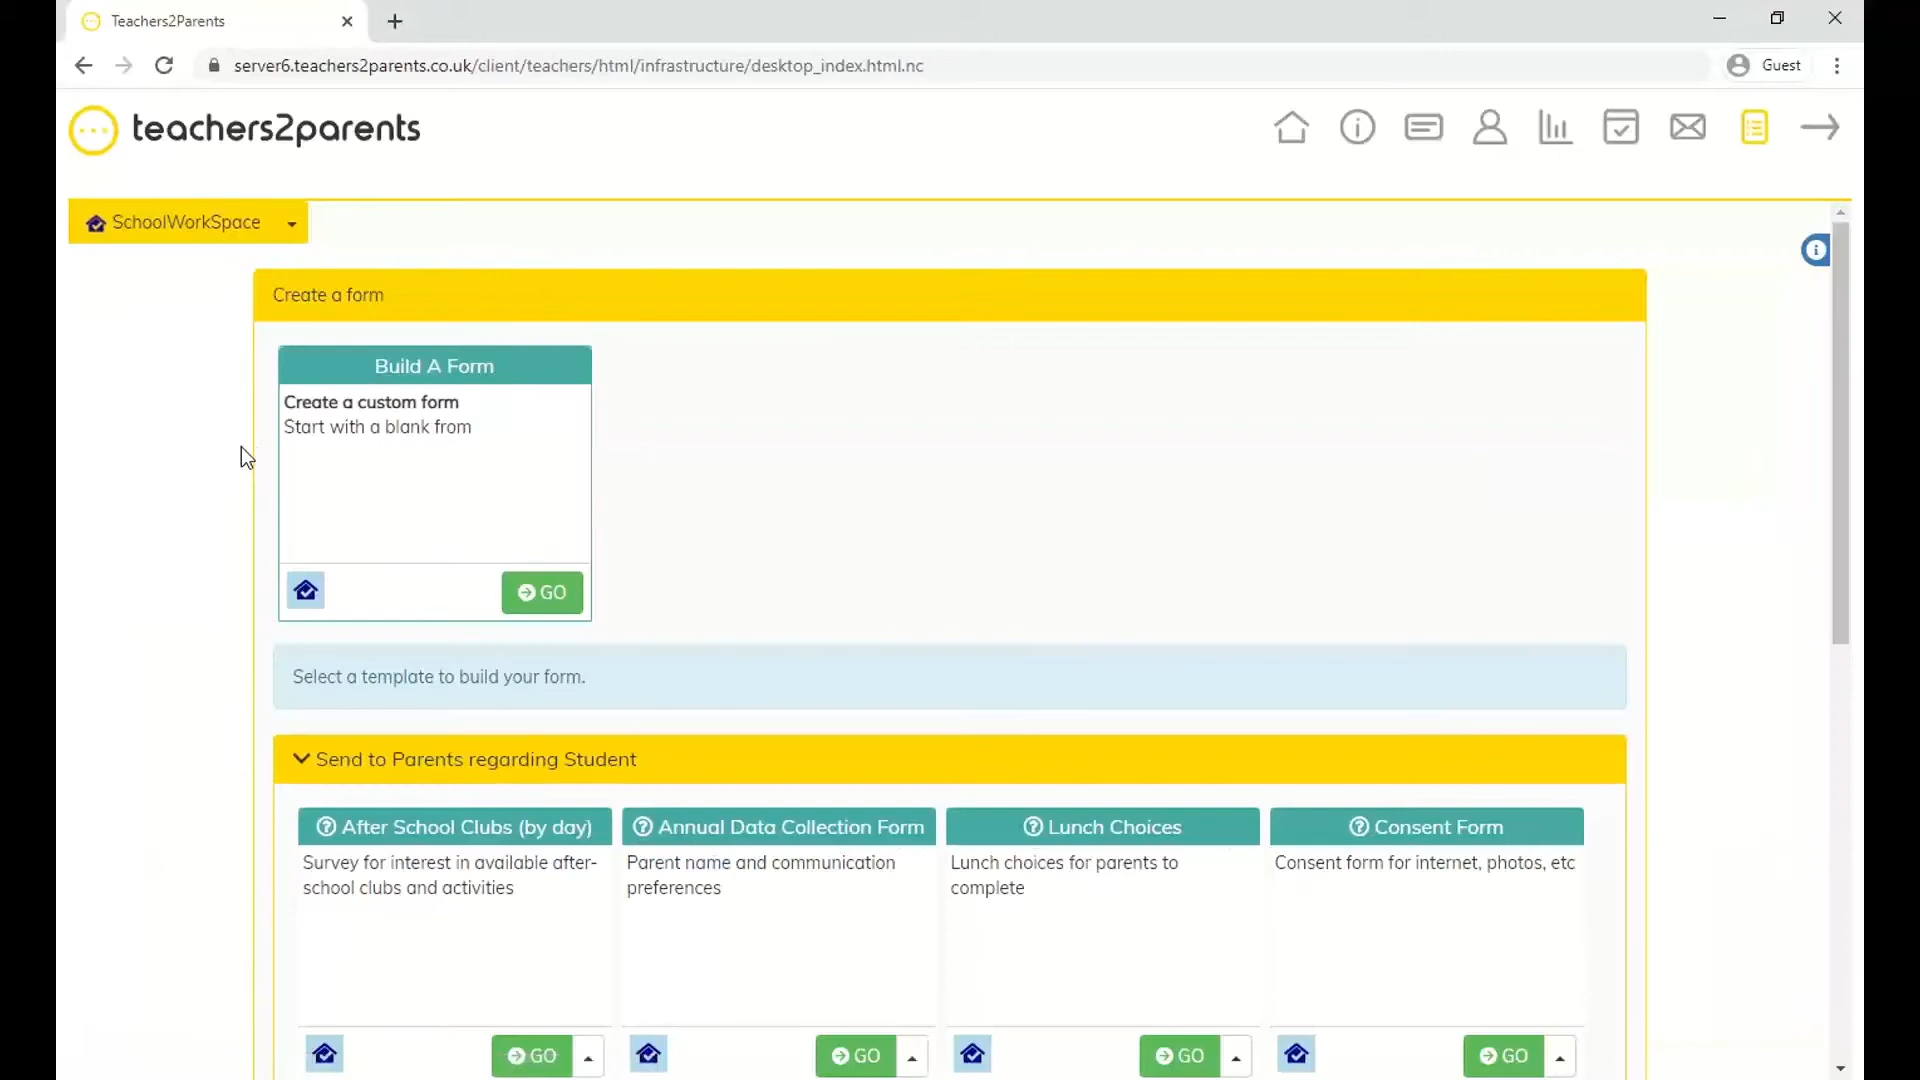 Teachers2Parents
server6.teachers2parents.co.uk/client/teachers/html/infrastructure/desktop_index.html.nc
Guest
teachers2parents
SchoolWorkSpace
Create a form
Build A Form
Create a custom form
Start with a blank from
GO
Select a template to build your form.
Send to Parents regarding Student
After School Clubs (by day)
Survey for interest in available after-
school clubs and activities
GO
Annual Data Collection Form
Parent name and communication
preferences
GO
Lunch Choices
Lunch choices for parents to
complete
GO
Consent Form
Consent form for internet, photos, etc
GO